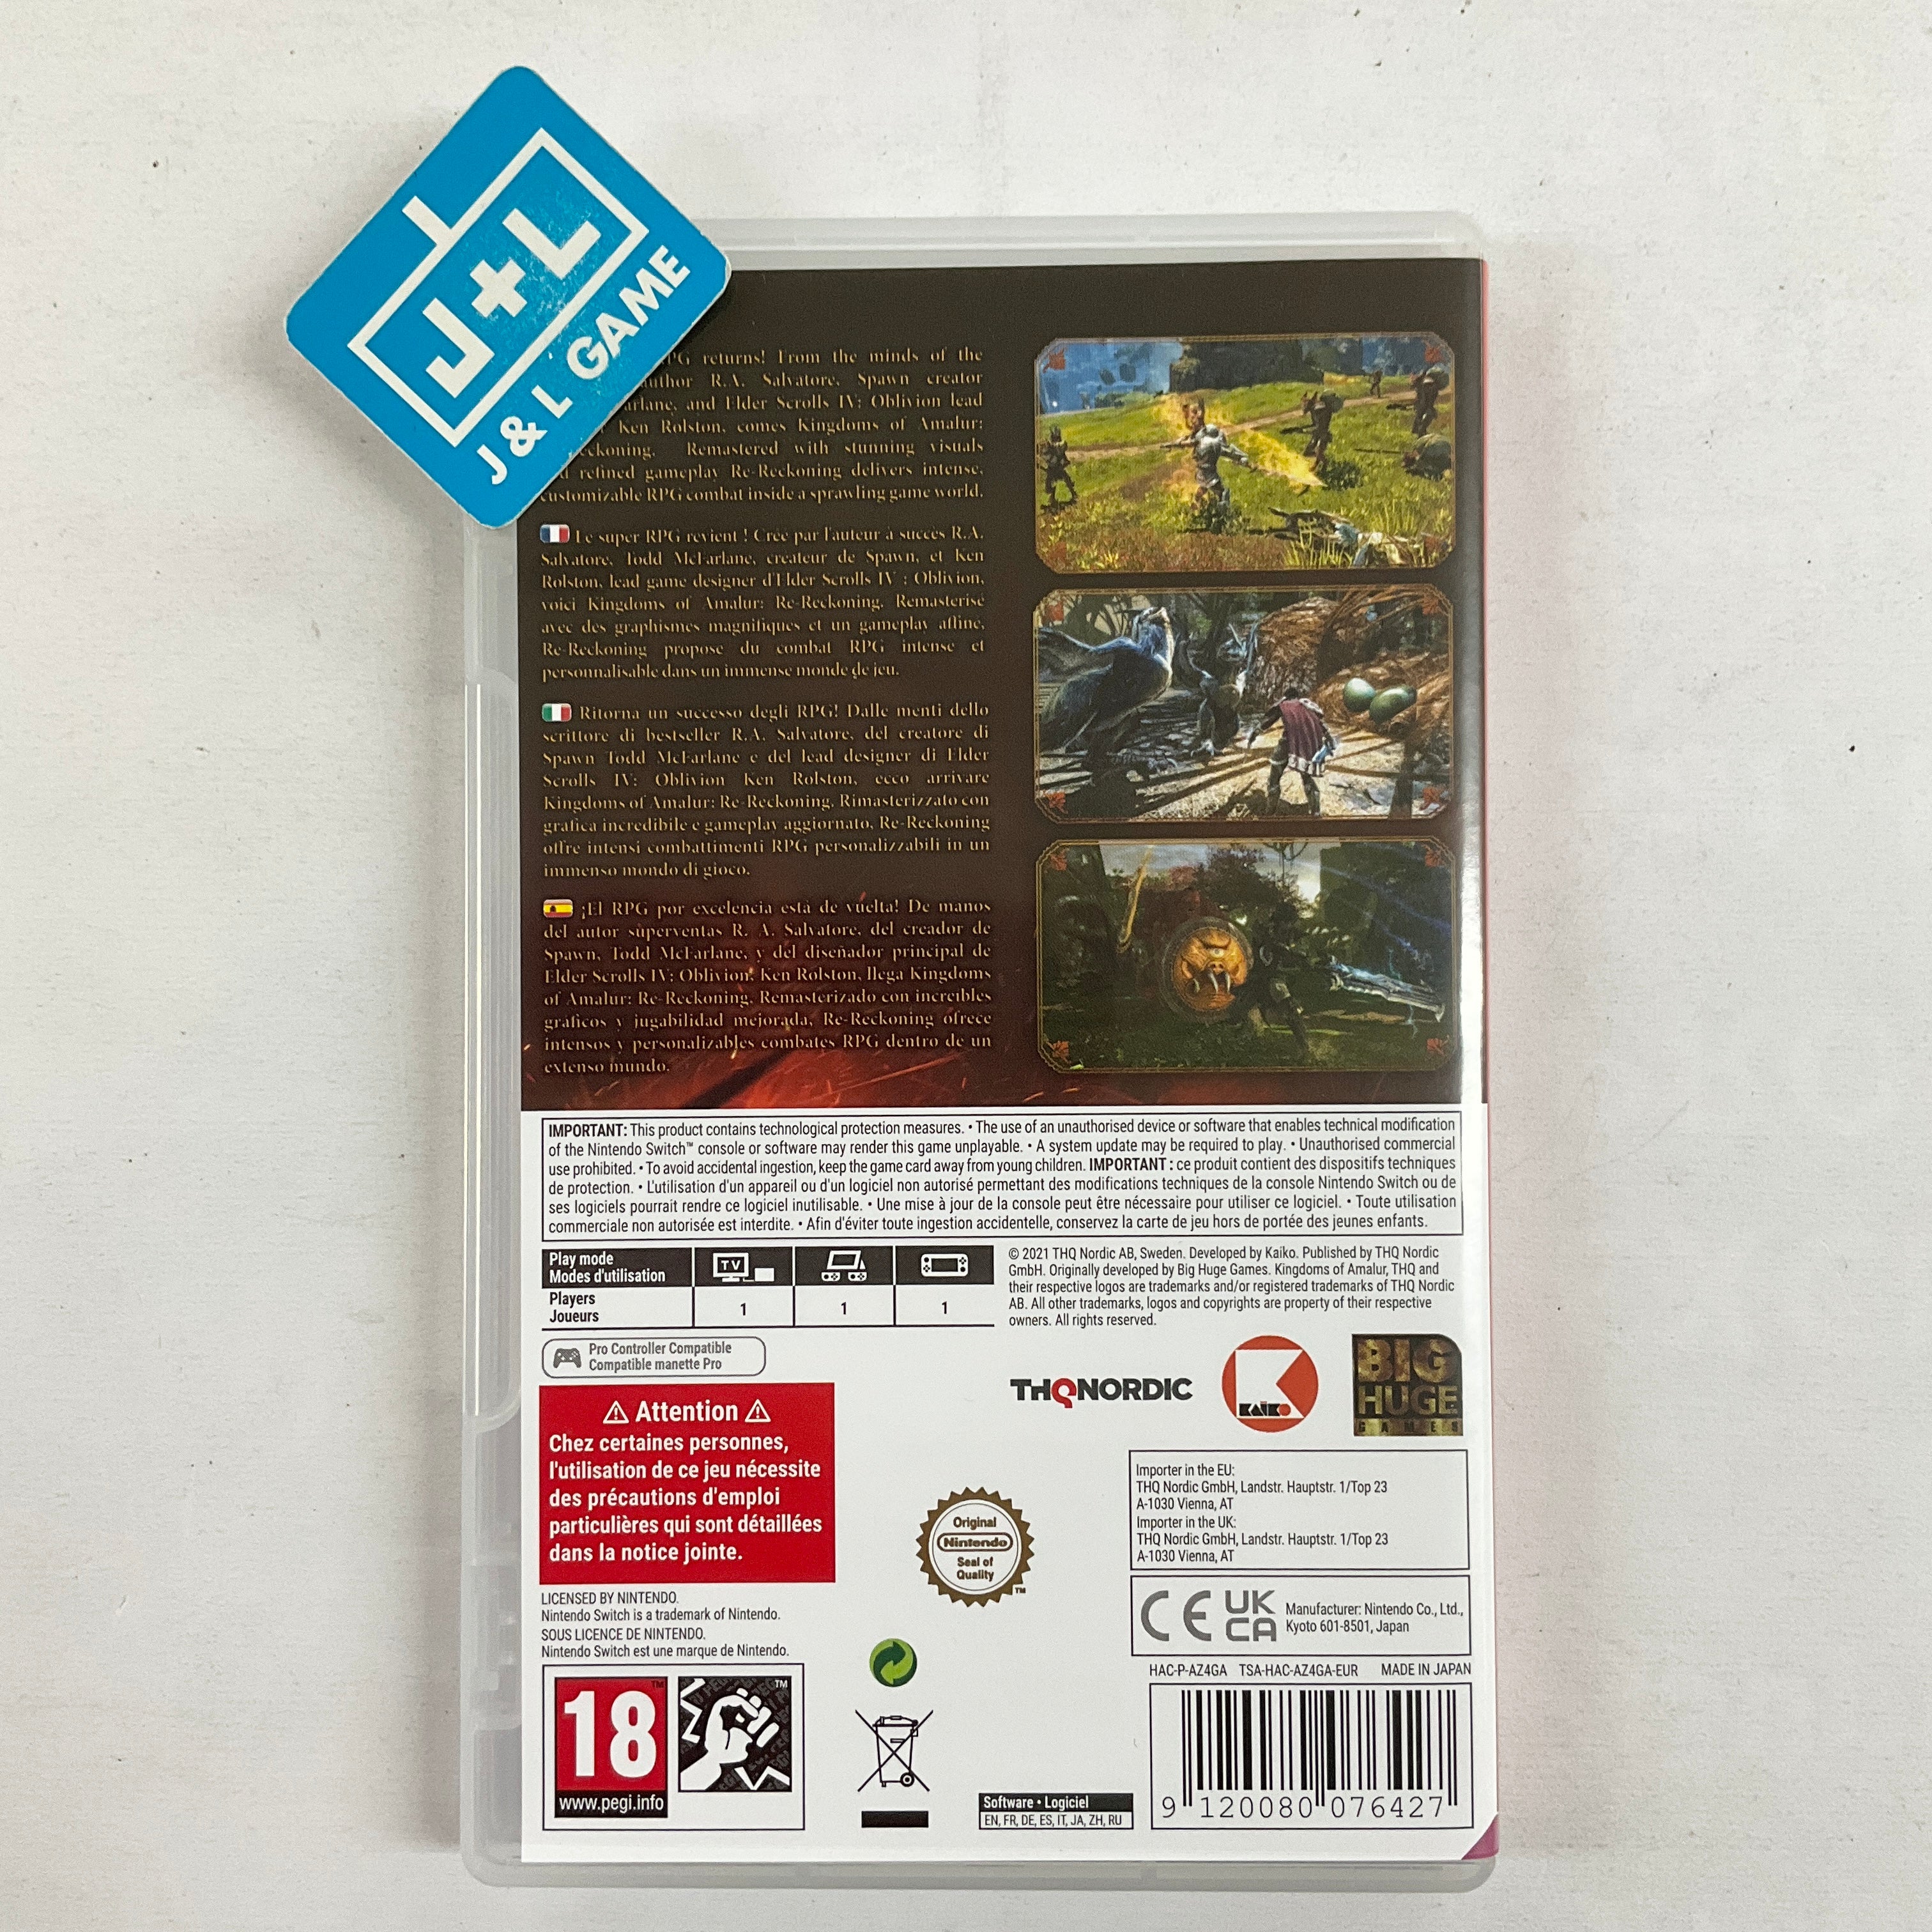 J+L
J & L GAME
returns! From the minds of the
author R.A. Salvatore, Spawn creator
and Elder Scrolls IV: Oblivion lead
Ken Rolston, comes Kingdoms of Amalur:
Remastered with stunning visuals
refined gameplay Re-Reckoning delivers intense,
customizable RPG combat inside a sprawling game world.
Le super RPG revient ! Créé par l'auteur à succès R.A.
Salvatore, Todd McFarlane, créateur de Spawn, et Ken
Rolston, lead game designer d'Elder Scrolls IV : Oblivion,
voici Kingdoms of Amalur: Re-Reckoning. Remasterisé
avec des graphismes magnifiques et un gameplay affiné,
Re-Reckoning propose du combat RPG intense et
personnalisable dans un immense monde de jeu.
Ritorna un successo degli RPG! Dalle menti dello
scrittore di bestseller R.A. Salvatore, del creatore di
Spawn Todd McFarlane e del lead designer di Elder
Scrolls IV: Oblivion Ken Rolston, ecco arrivare
Kingdoms of Amalur: Re-Reckoning. Rimasterizzato con
grafica incredibile e gameplay aggiornato, Re-Reckoning
offre intensi combattimenti RPG personalizzabili in un
immenso mondo di gioco.
¡El RPG por excelencia está de vuelta! De manos
del autor superventas R. A. Salvatore, del creador de
Spawn, Todd McFarlane, y del diseñador principal de
Elder Scrolls IV: Oblivion, Ken Rolston, llega Kingdoms
of Amalur: Re-Reckoning. Remasterizado con increíbles
gráficos y jugabilidad mejorada, Re-Reckoning ofrece
intensos y personalizables combates RPG dentro de un
extenso mundo.
IMPORTANT: This product contains technological protection measures. • The use of an unauthorised device or software that enables technical modification
of the Nintendo Switch™ console or software may render this game unplayable. • A system update may be required to play. • Unauthorised commercial
use prohibited. • To avoid accidental ingestion, keep the game card away from young children. IMPORTANT : ce produit contient des dispositifs techniques
de protection. • L'utilisation d'un appareil ou d'un logiciel non autorisé permettant des modifications techniques de la console Nintendo Switch ou de
ses logiciels pourrait rendre ce logiciel inutilisable. • Une mise à jour de la console peut être nécessaire pour utiliser ce logiciel. • Toute utilisation
commerciale non autorisée est interdite. • Afin d'éviter toute ingestion accidentelle, conservez la carte de jeu hors de portée des jeunes enfants.
Play mode
Modes d'utilisation
TV
Players
Joueurs
1 1 1
Pro Controller Compatible
Compatible manette Pro
© 2021 THQ Nordic AB, Sweden. Developed by Kaiko. Published by THQ Nordic
GmbH. Originally developed by Big Huge Games. Kingdoms of Amalur, THQ and
their respective logos are trademarks and/or registered trademarks of THQ Nordic
AB. All other trademarks, logos and copyrights are property of their respective
owners. All rights reserved.
THQNORDIC
KAIKO
BIG
HUGE
GAMES
Attention
Chez certaines personnes,
l'utilisation de ce jeu nécessite
des précautions d'emploi
particulières qui sont détaillées
dans la notice jointe.
Original
Nintendo
Seal of
Quality
TM
Importer in the EU:
THQ Nordic GmbH, Landstr. Hauptstr. 1/Top 23
A-1030 Vienna, AT
Importer in the UK:
THQ Nordic GmbH, Landstr. Hauptstr. 1/Top 23
A-1030 Vienna, AT
CE
UK
CA
Manufacturer: Nintendo Co., Ltd.,
Kyoto 601-8501, Japan
LICENSED BY NINTENDO.
Nintendo Switch is a trademark of Nintendo.
SOUS LICENCE DE NINTENDO.
Nintendo Switch est une marque de Nintendo.
HAC-P-AZ4GA TSA-HAC-AZ4GA-EUR MADE IN JAPAN
18
TM
www.pegi.info
TM
Software • Logiciel
EN, FR, DE, ES, IT, JA, ZH, RU
9 120080 076427